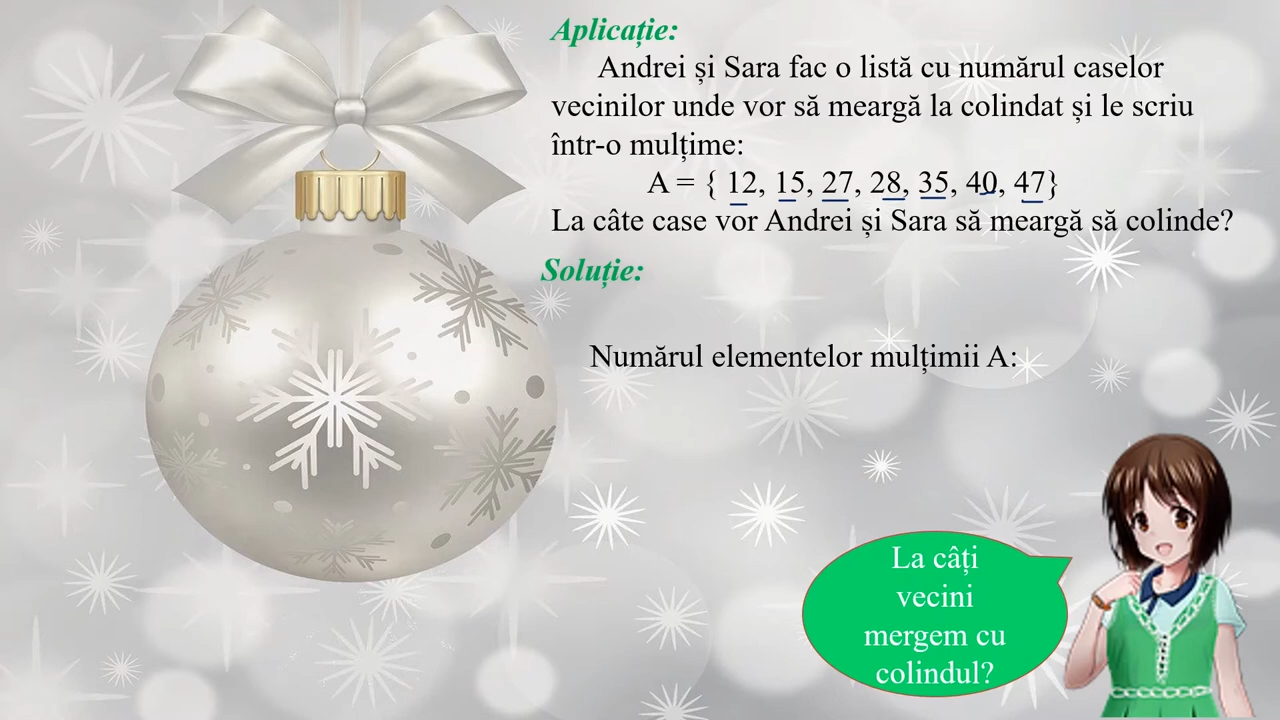 Aplicație:
Andrei și Sara fac o listă cu numărul caselor
vecinilor unde vor să meargă la colindat și le scriu
într-o mulțime:
A = { 12, 15, 27, 28, 35, 40, 47}
La câte case vor Andrei și Sara să meargă să colinde?
Soluție:
Numărul elementelor mulțimii A:
La câți
vecini
mergem cu
colindul?